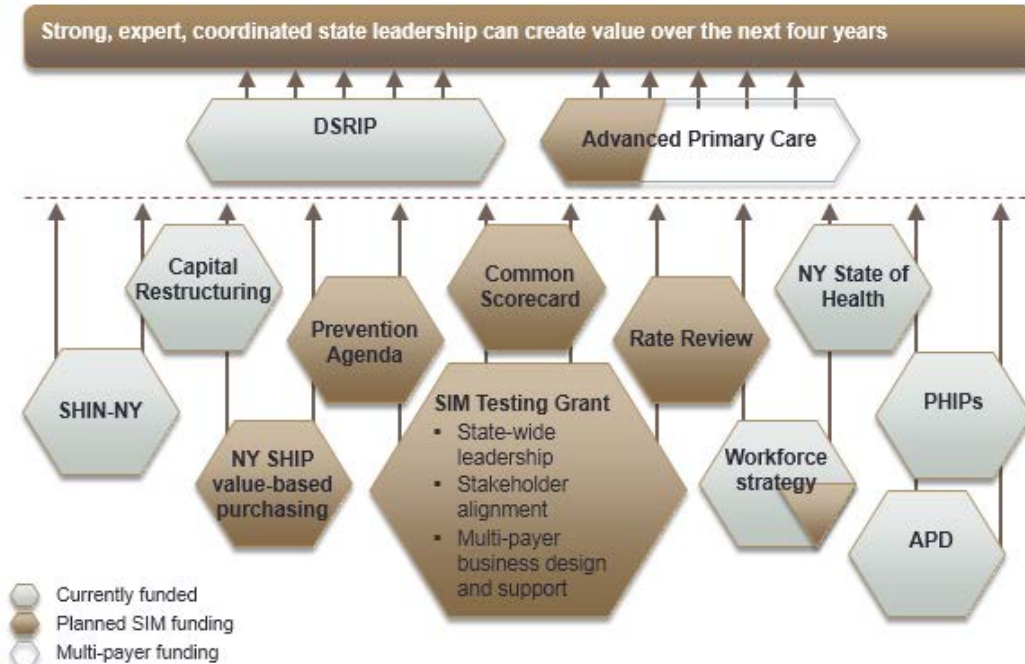 Strong, expert, coordinated state leadership can create value over the next four years
DSRIP
Advanced Primary Care
Capital
Restructuring
Common
Scorecard
NY State of
Health
Prevention
Agenda
Rate Review
SHIN-NY
PHIPs
SIM Testing Grant
▪ State-wide
leadership
▪ Stakeholder
alignment
▪ Multi-payer
business design
and support
NY SHIP
value-based
purchasing
Workforce
strategy
APD
Currently funded
Planned SIM funding
Multi-payer funding